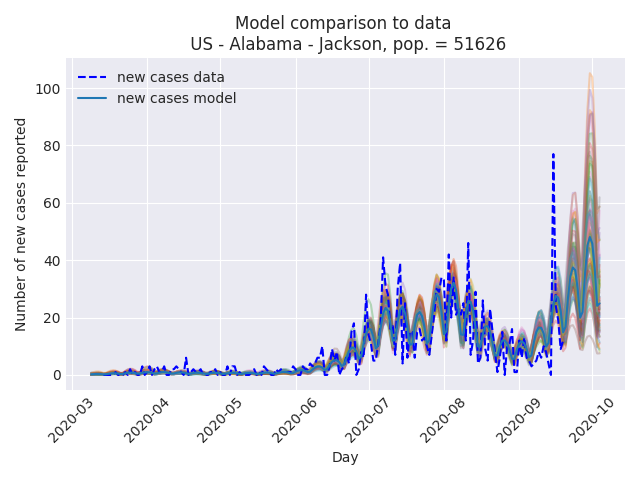 Model comparison to data
US - Alabama - Jackson, pop. = 51626
new cases data
new cases model
Number of new cases reported
100
80
60
40
20
0
2020-03
2020-04
2020-05
2020-06
2020-07
2020-08
2020-09
2020-10
Day